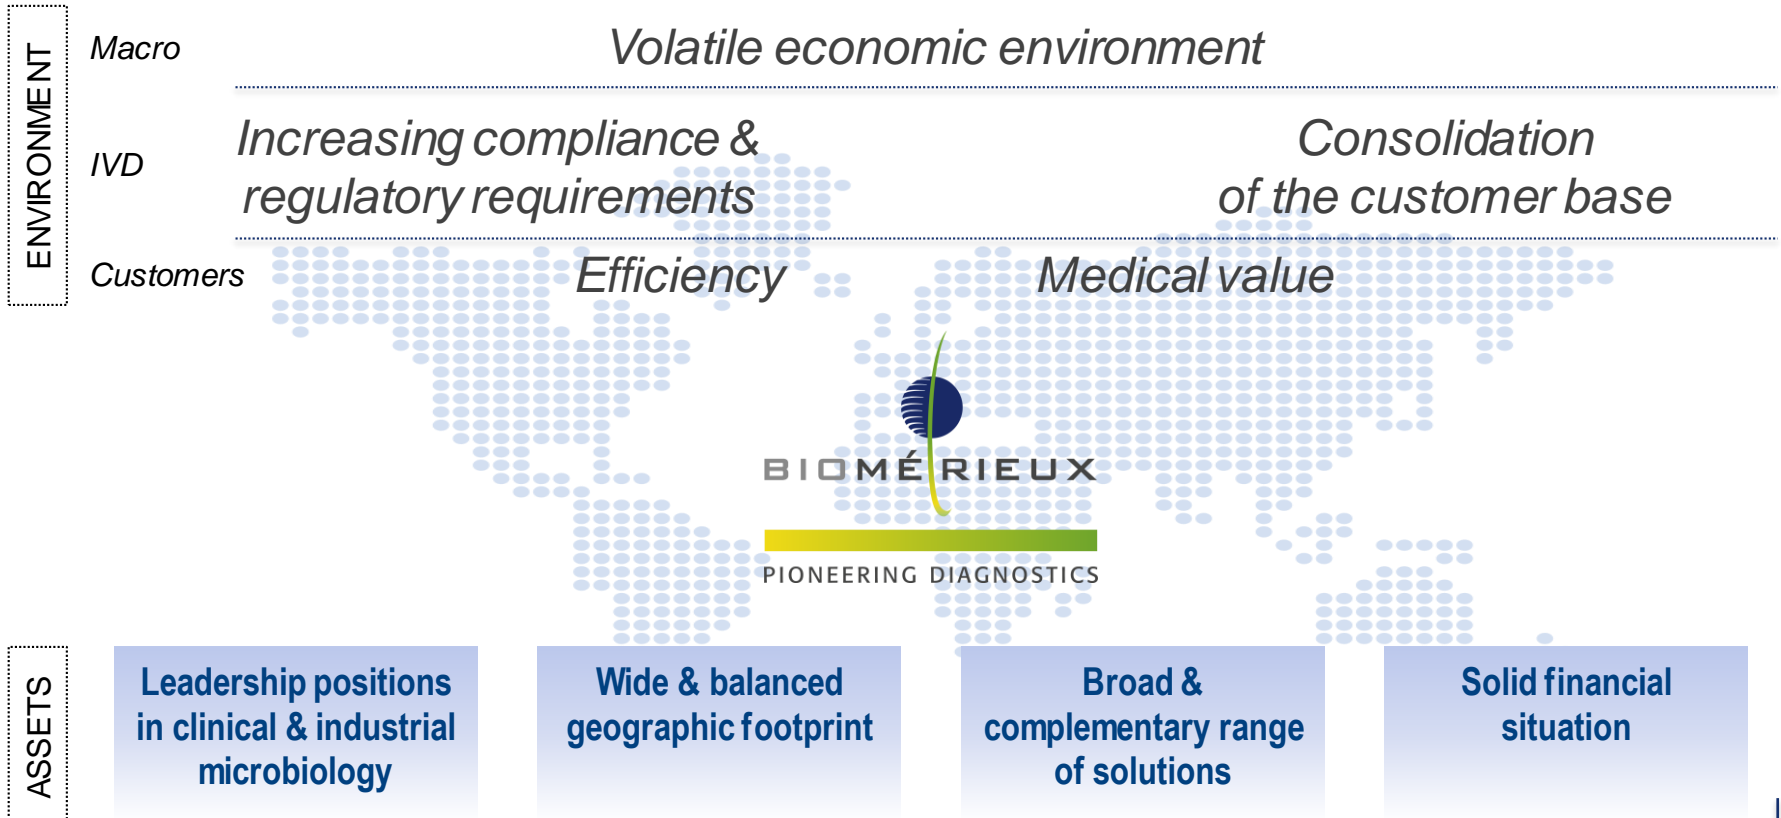 ENVIRONMENT
Macro
Volatile economic environment
IVD
Increasing compliance &
regulatory requirements
Consolidation
of the customer base
Customers
Efficiency
Medical value
BIOMÉRIEUX
PIONEERING DIAGNOSTICS
ASSETS
Leadership positions
in clinical & industrial
microbiology
Wide & balanced
geographic footprint
Broad &
complementary range
of solutions
Solid financial
situation